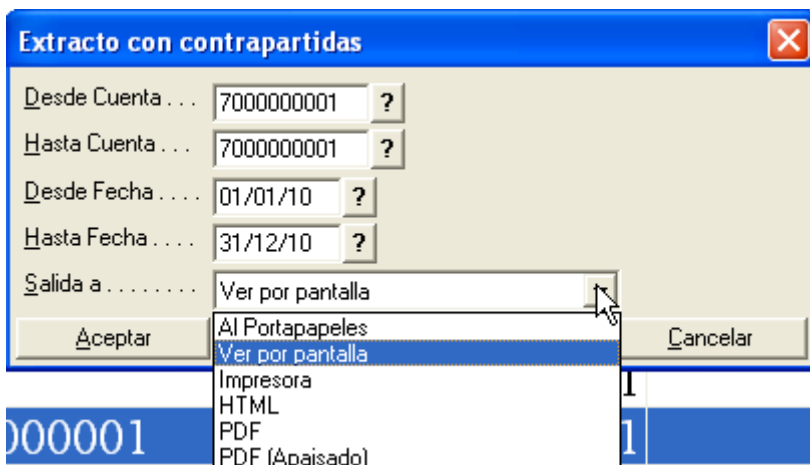 Extracto con contrapartidas
Desde Cuenta . . . 7000000001 ?
Hasta Cuenta . . . 7000000001 ?
Desde Fecha . . . . 01/01/10 ?
Hasta Fecha . . . . 31/12/10 ?
Salida a . . . . . . . . Ver por pantalla
Aceptar Cancelar
Al Portapapeles
Ver por pantalla
Impresora
HTML
PDF
PDF (Apaisado)
000001 1